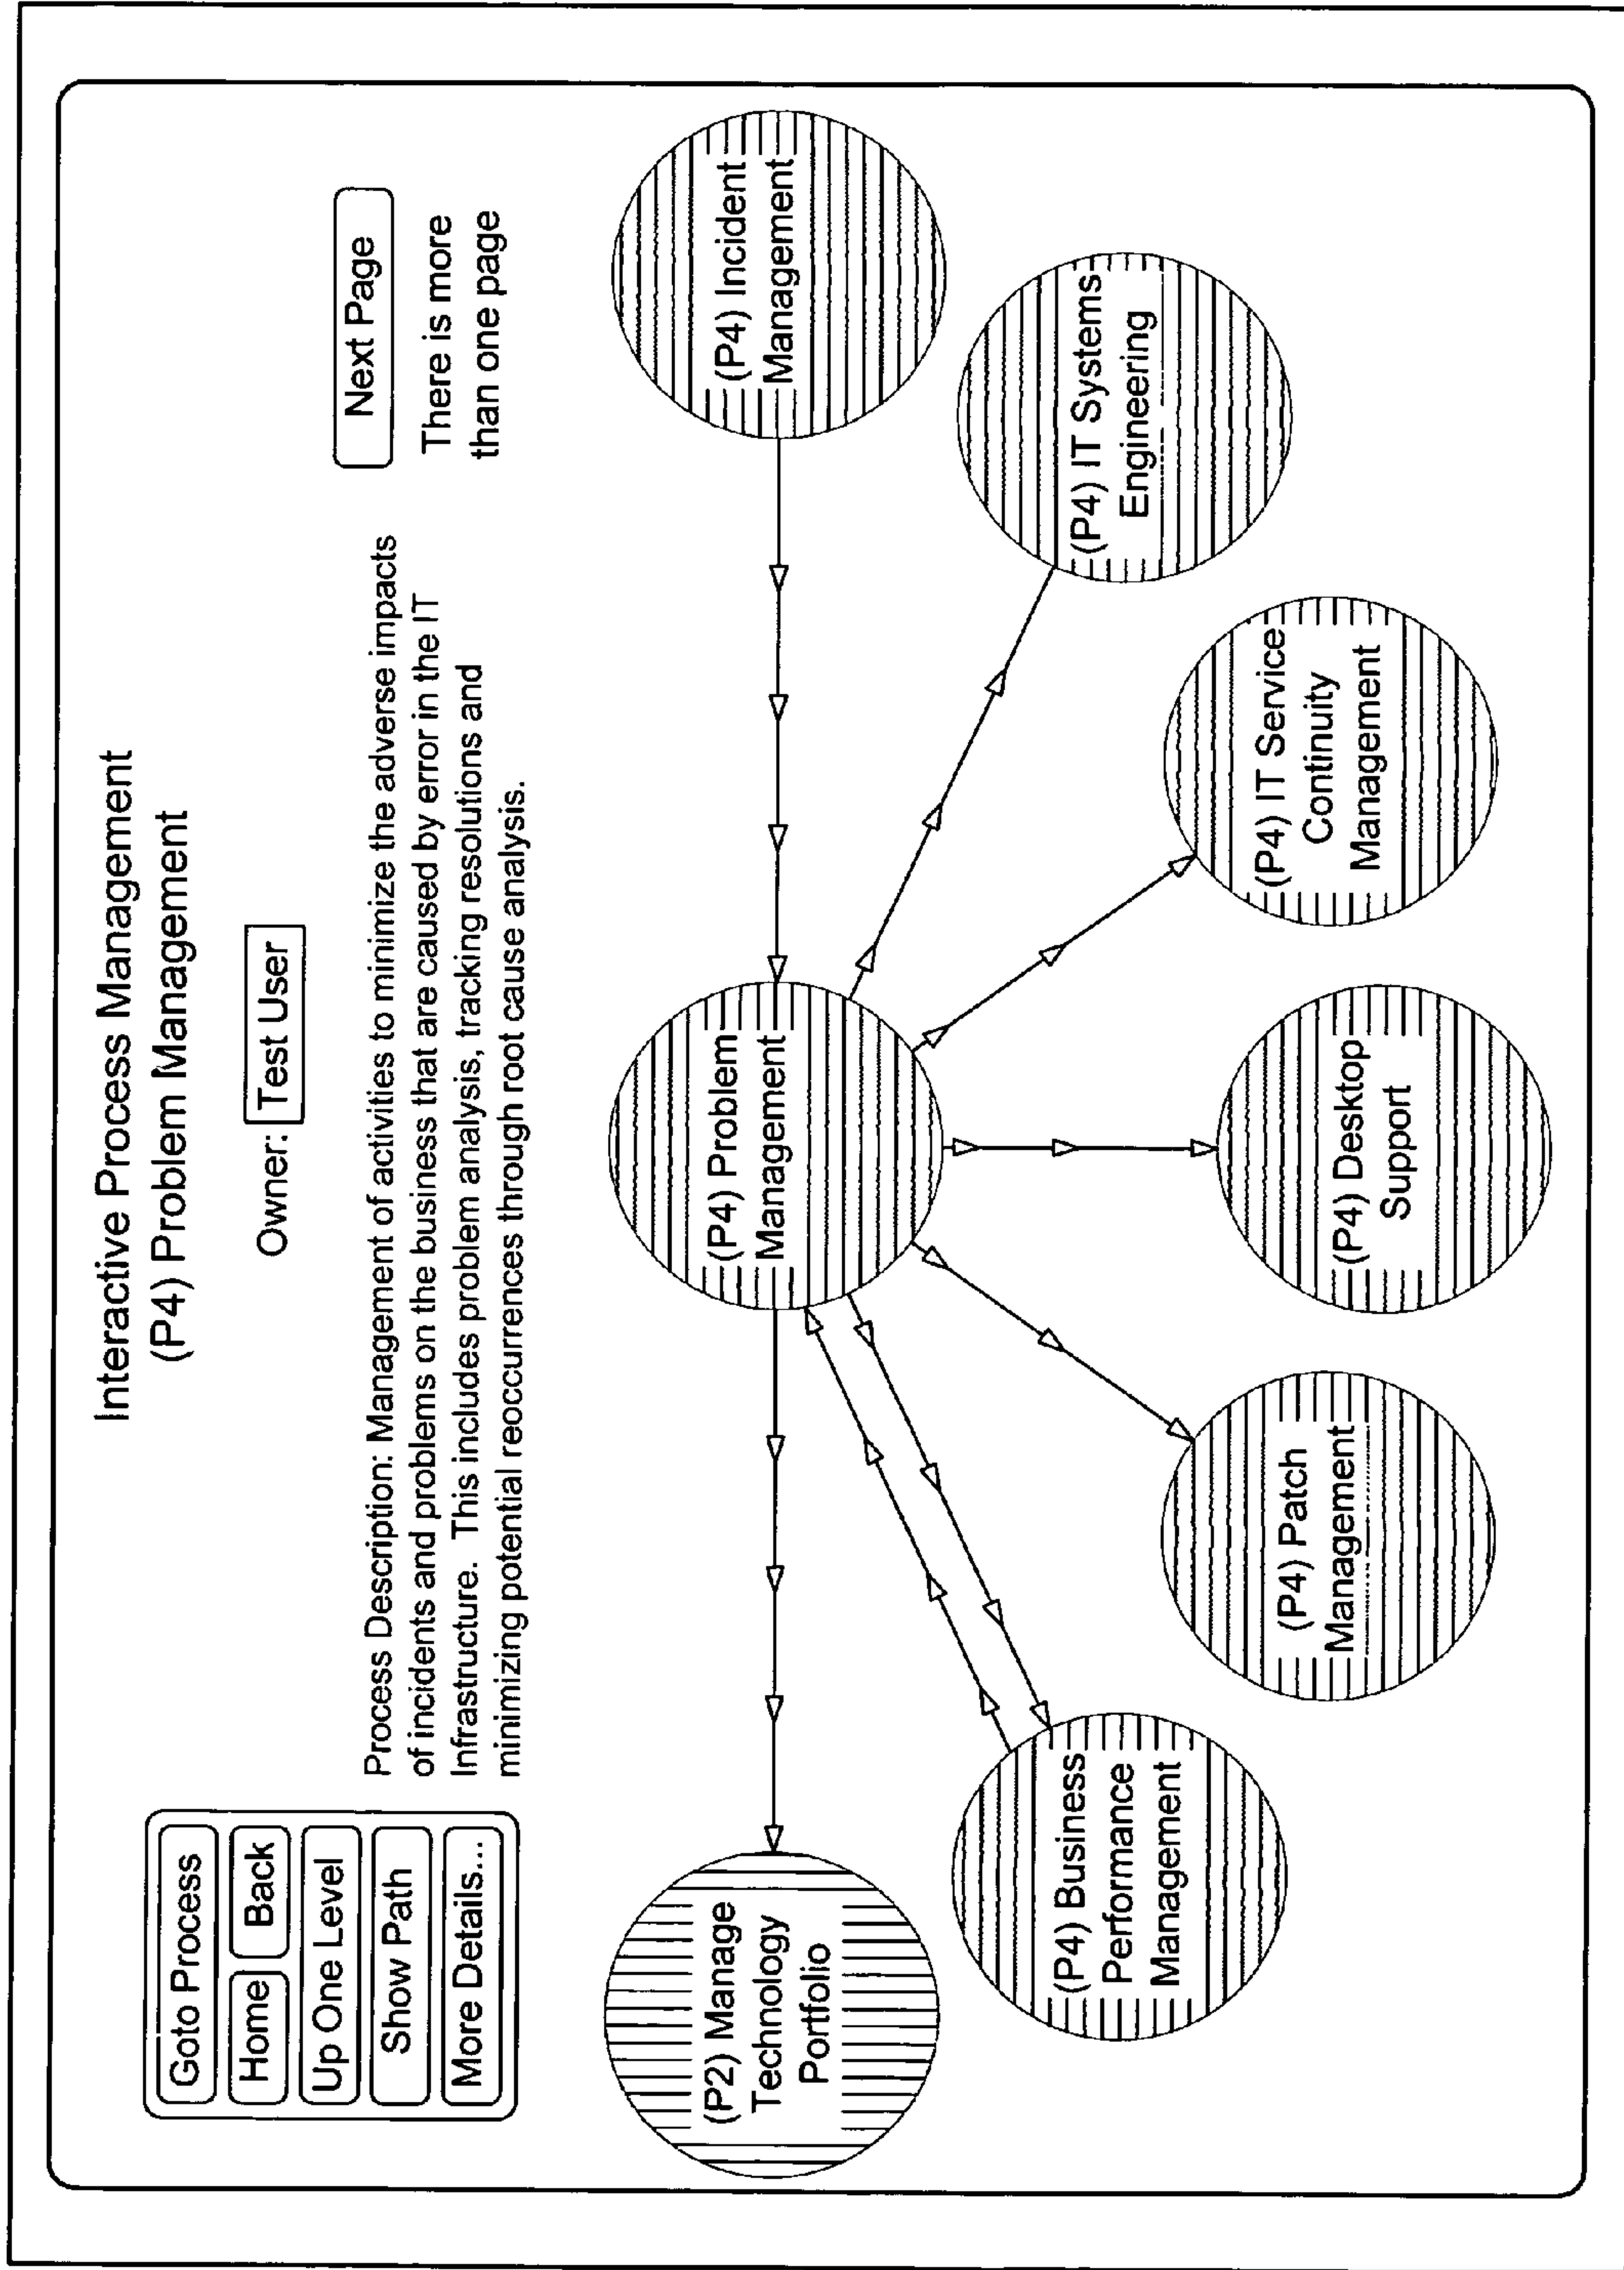 Interactive Process Management
(P4) Problem Management
Goto Process
Home
Back
Up One Level
Show Path
More Details...
Owner: Test User
Next Page
There is more
than one page
Process Description: Management of activities to minimize the adverse impacts
of incidents and problems on the business that are caused by error in the IT
Infrastructure. This includes problem analysis, tracking resolutions and
minimizing potential reoccurrences through root cause analysis.
(P2) Manage
Technology
Portfolio
(P4) Problem
Management
(P4) Incident
Management
(P4) Business
Performance
Management
(P4) Patch
Management
(P4) Desktop
Support
(P4) IT Service
Continuity
Management
(P4) IT Systems
Engineering